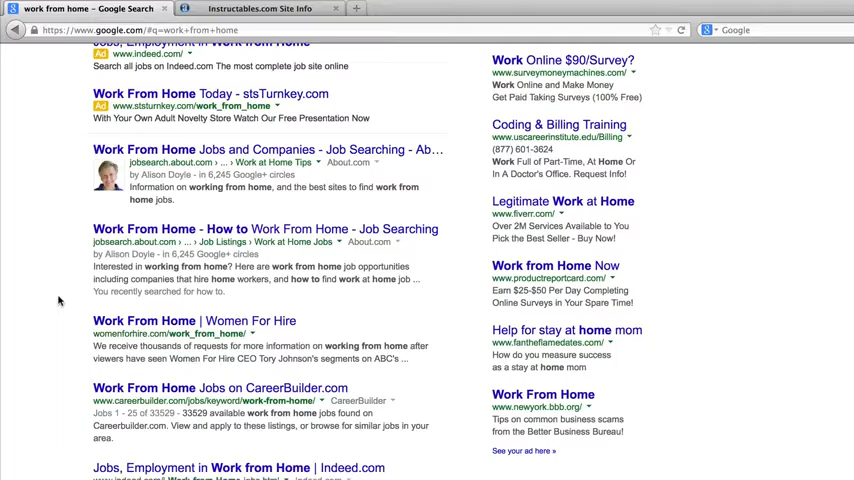 work from home - Google Search
Instructables.com Site Info
https://www.google.com/#q=work+from+home
Google
Jobs, Employment in Work from Home | Indeed.com
Ad www.indeed.com/
Search all jobs on Indeed.com The most complete job site online
Work From Home Today - stsTurnkey.com
Ad www.ststurnkey.com/work_from_home
With Your Own Adult Novelty Store Watch Our Free Presentation Now
Work From Home Jobs and Companies - Job Searching - Ab...
jobsearch.about.com › ... › Work at Home Tips About.com
by Alison Doyle - in 6,245 Google+ circles
Information on working from home, and the best sites to find work from
home jobs.
Work From Home - How to Work From Home - Job Searching
jobsearch.about.com › ... › Job Listings › Work at Home Jobs About.com
by Alison Doyle - in 6,245 Google+ circles
Interested in working from home? Here are work from home job opportunities
including companies that hire home workers, and how to find work at home job ...
You recently searched for how to.
Work From Home | Women For Hire
womenforhire.com/work_from_home/
We receive thousands of requests for more information on working from home after
viewers have seen Women For Hire CEO Tory Johnson's segments on ABC's ...
Work From Home Jobs on CareerBuilder.com
www.careerbuilder.com/jobs/keyword/work-from-home/ CareerBuilder
Jobs 1 - 25 of 33529 - 33529 available work from home jobs found on
Careerbuilder.com. View and apply to these listings, or browse for similar jobs in your
area.
Jobs, Employment in Work from Home | Indeed.com
Work Online $90/Survey?
www.surveymoneymachines.com/
Work Online and Make Money
Get Paid Taking Surveys (100% Free)
Coding & Billing Training
www.uscareerinstitute.edu/Billing
(877) 601-3624
Work Full of Part-Time, At Home Or
In A Doctor's Office. Request Info!
Legitimate Work at Home
www.fiverr.com/
Over 2M Services Available to You
Pick the Best Seller - Buy Now!
Work from Home Now
www.productreportcard.com/
Earn $25-$50 Per Day Completing
Online Surveys in Your Spare Time!
Help for stay at home mom
www.fantheflamedates.com/
How do you measure success
as a stay at home mom
Work From Home
www.newyork.bbb.org/
Tips on common business scams
from the Better Business Bureau!
See your ad here »